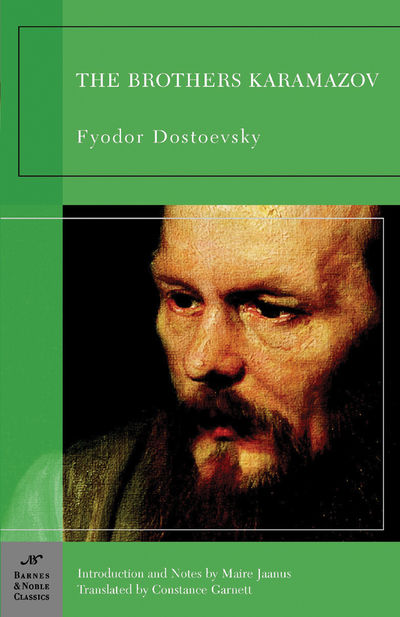 THE BROTHERS KARAMAZOV
Fyodor Dostoevsky
BARNES
& NOBLE
CLASSICS
Introduction and Notes by Maire Jaanus
Translated by Constance Garnett